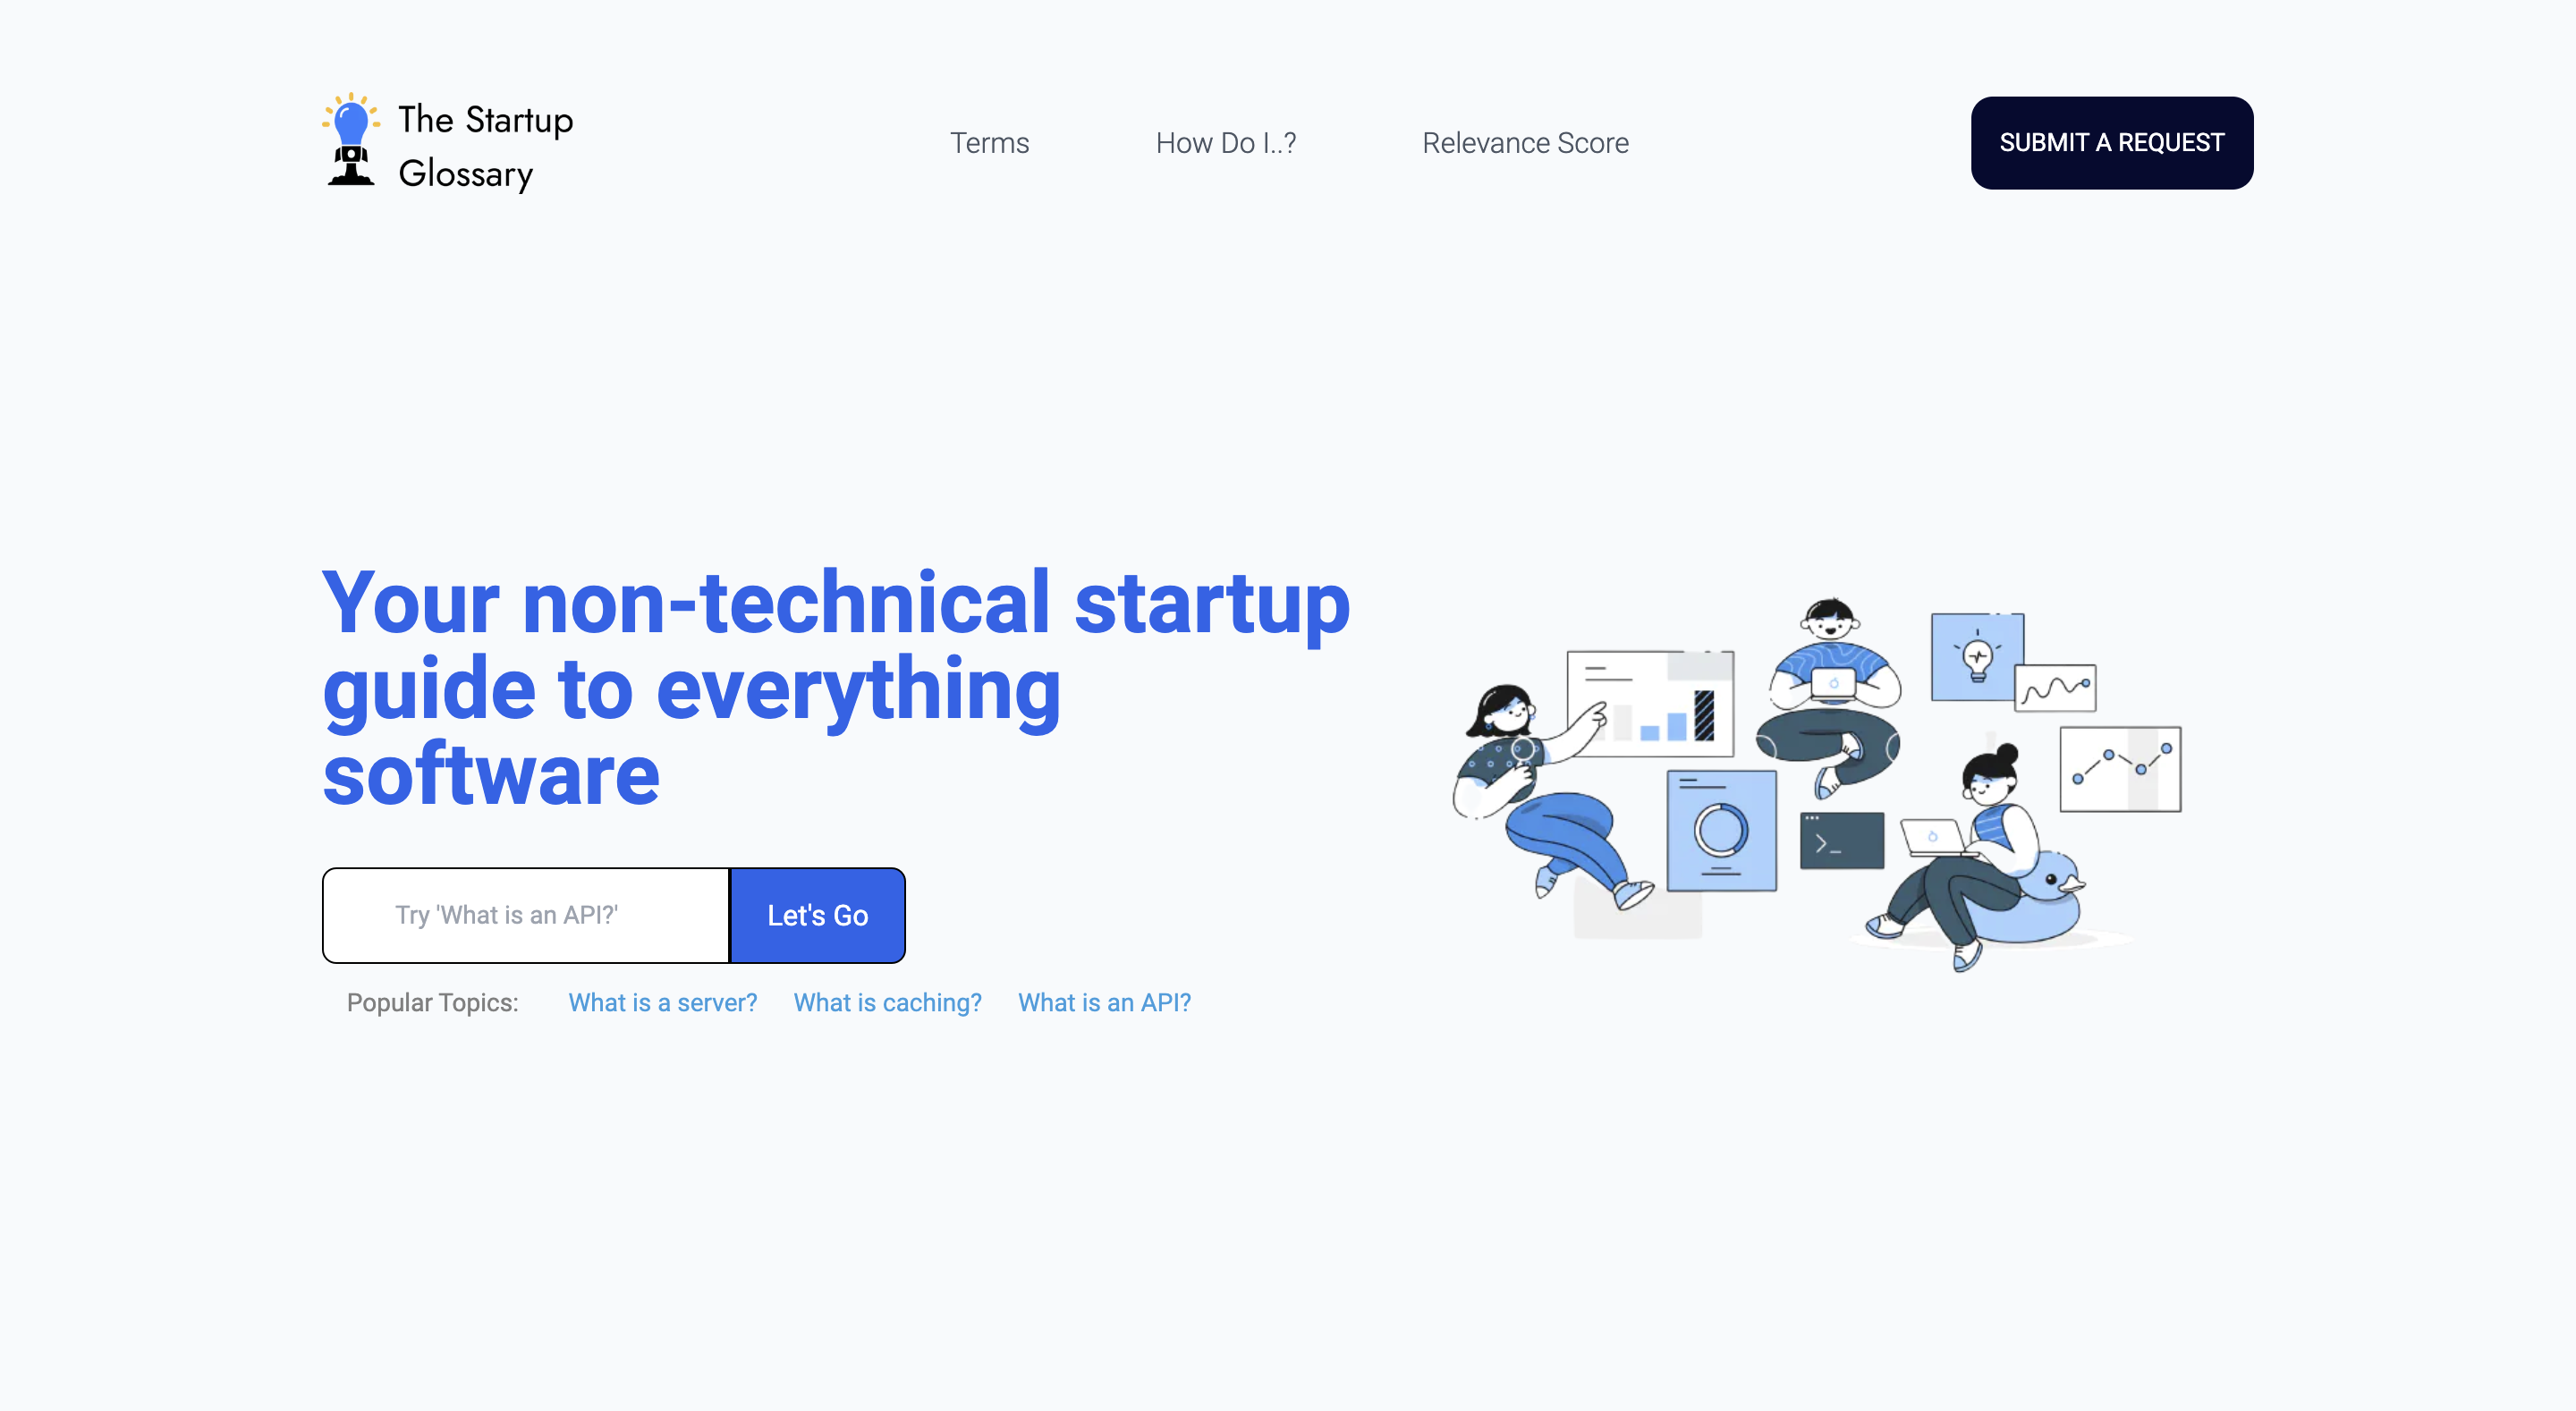 The Startup
Glossary
Terms
How Do I..?
Relevance Score
SUBMIT A REQUEST
Your non-technical startup
guide to everything
software
Try 'What is an API?'
Let's Go
Popular Topics:
What is a server?
What is caching?
What is an API?
>_